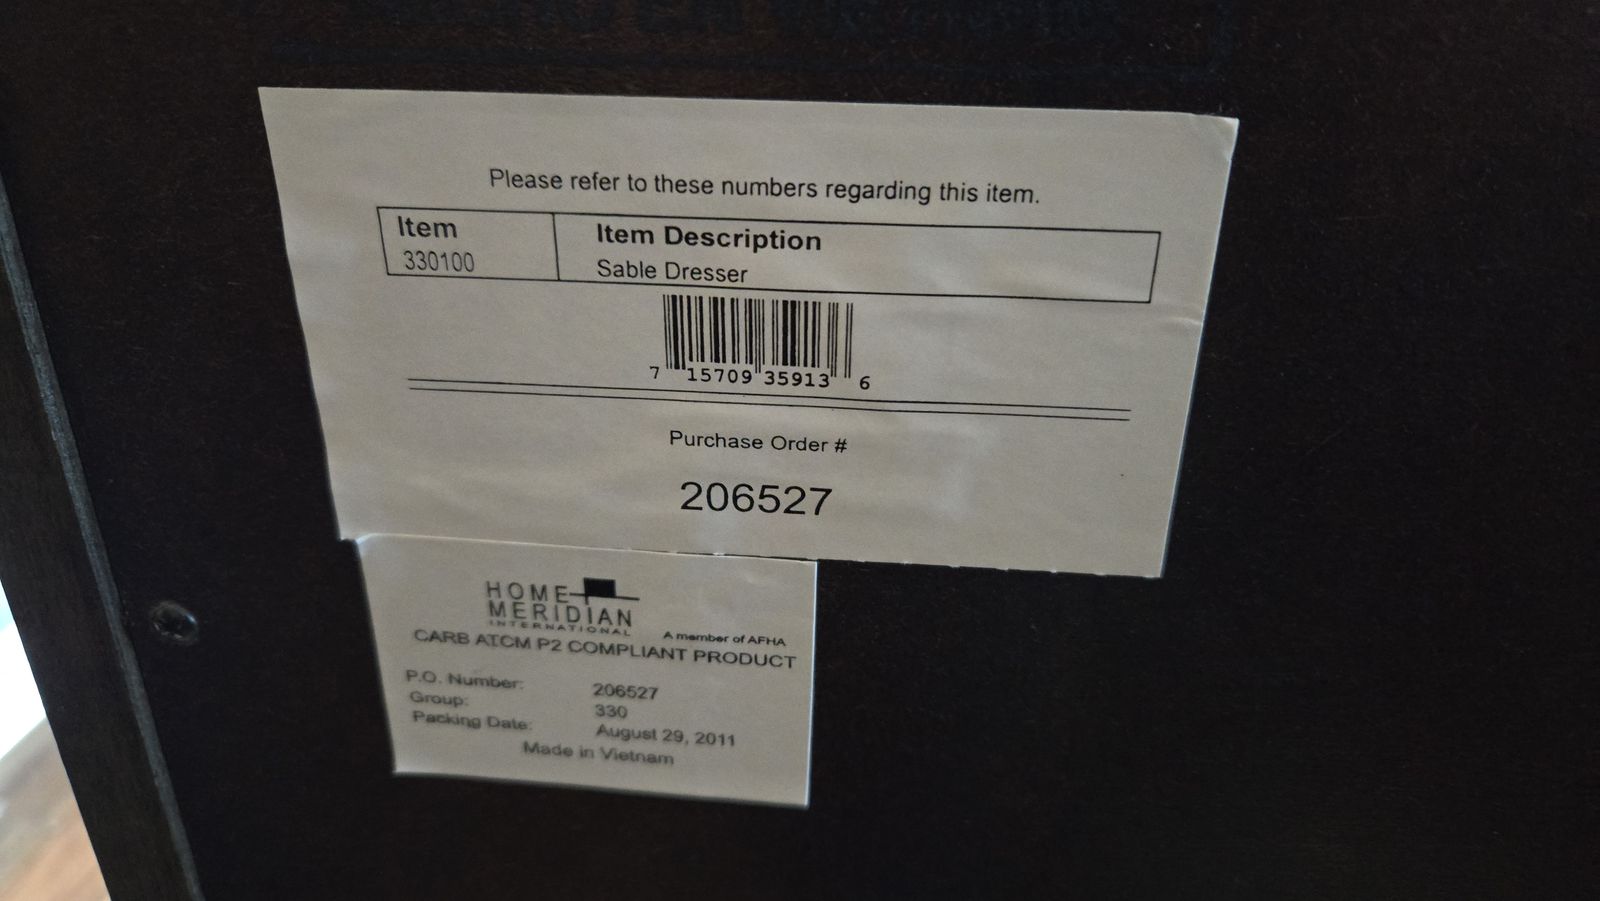 Please refer to these numbers regarding this item.
Item
330100
Item Description
Sable Dresser
7 15709 35913 6
Purchase Order #
206527
HOME
MERIDIAN
INTERNATIONAL
A member of AFHA
CARB ATCM P2 COMPLIANT PRODUCT
P.O. Number: 206527
Group: 330
Packing Date: August 29, 2011
Made in Vietnam